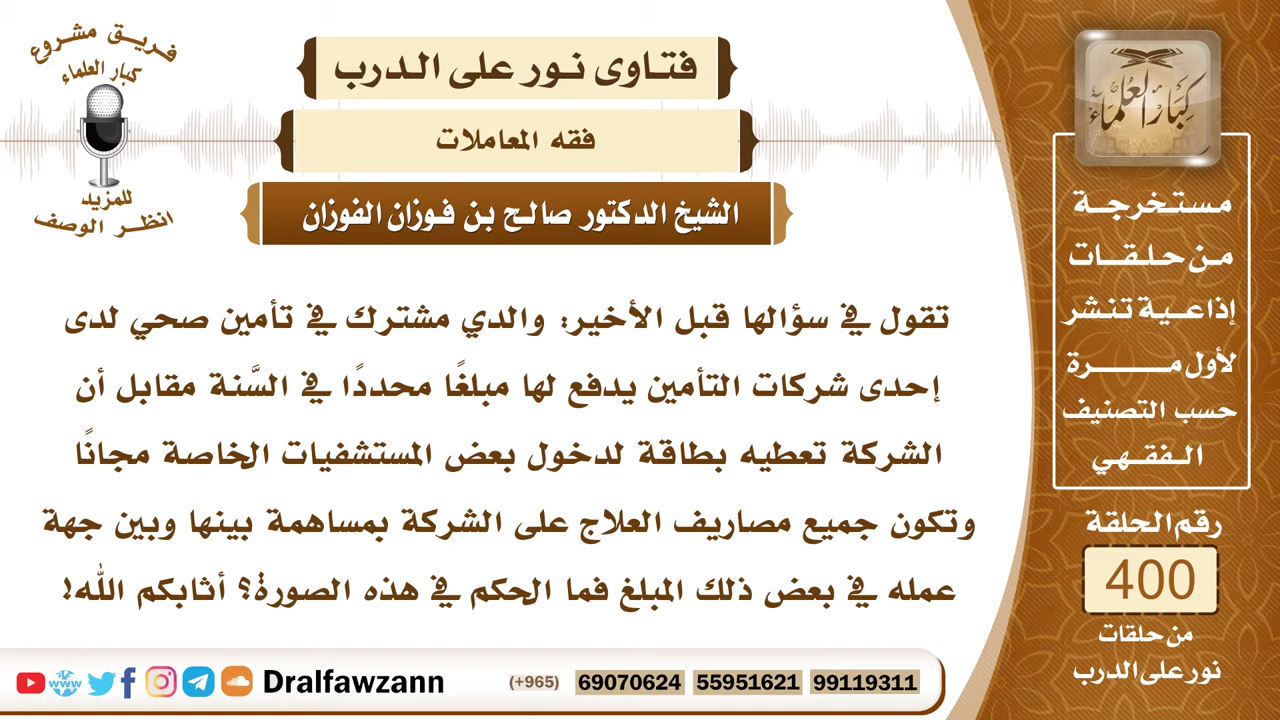 فريق مشروع
كبار العلماء
للمزيد
انظر الوصف
فتاوى نور على الدرب
فقه المعاملات
الشيخ الدكتور صالح بن فوزان الفوزان
تقول في سؤالها قبل الأخير: والدي مشترك في تأمين صحي لدى
إحدى شركات التأمين يدفع لها مبلغًا محددًا في السَّنة مقابل أن
الشركة تعطيه بطاقة لدخول بعض المستشفيات الخاصة مجانًا
وتكون جميع مصاريف العلاج على الشركة بمساهمة بينها وبين جهة
عمله في بعض ذلك المبلغ فما الحكم في هذه الصورة؟ أثابكم الله!
كبار العلماء
مستخرجة
من حلقات
إذاعية تنشر
لأول مرة
حسب التصنيف
الفقهي
رقم الحلقة
400
من حلقات
نور على الدرب
www
Dralfawzann
(+965) 69070624 55951621 99119311